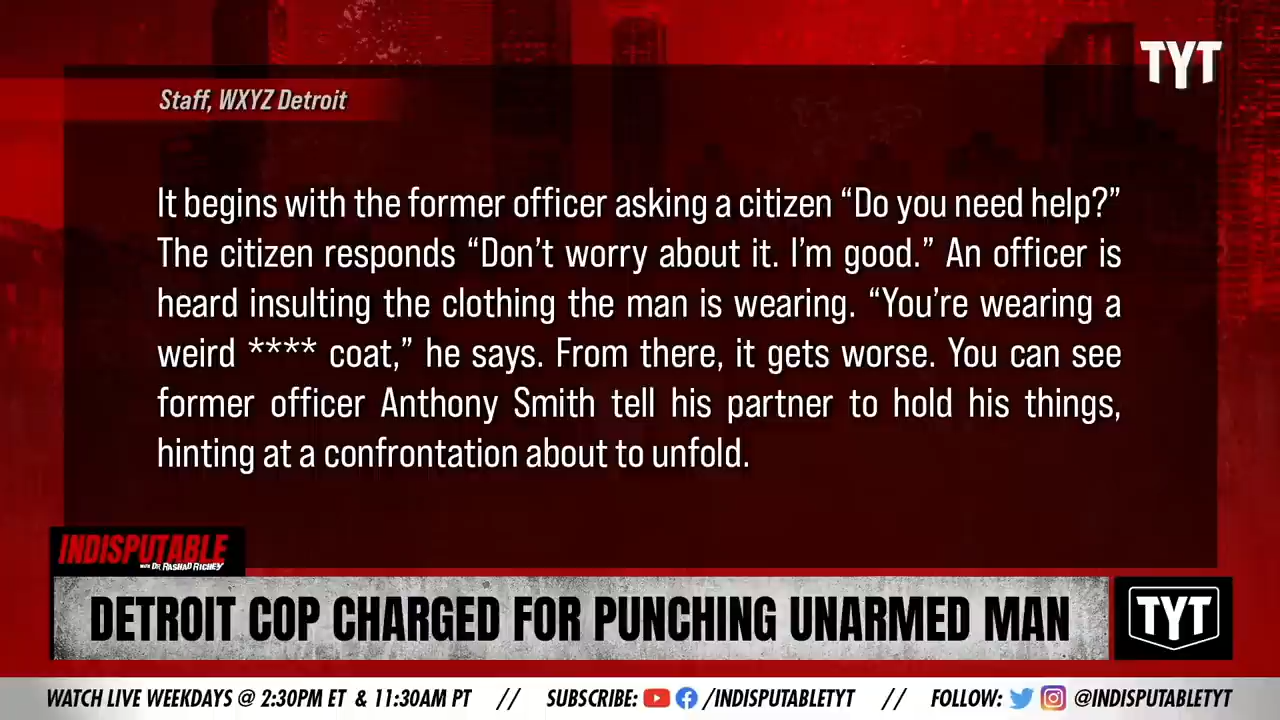 TYT
Staff, WXYZ Detroit
It begins with the former officer asking a citizen “Do you need help?”
The citizen responds “Don’t worry about it. I’m good.” An officer is
heard insulting the clothing the man is wearing. “You’re wearing a
weird **** coat,” he says. From there, it gets worse. You can see
former officer Anthony Smith tell his partner to hold his things,
hinting at a confrontation about to unfold.
INDISPUTABLE
WITH DR. RASHAD RICHEY
DETROIT COP CHARGED FOR PUNCHING UNARMED MAN
TYT
WATCH LIVE WEEKDAYS @ 2:30PM ET & 11:30AM PT // SUBSCRIBE: /INDISPUTABLETYT // FOLLOW: @INDISPUTABLETYT